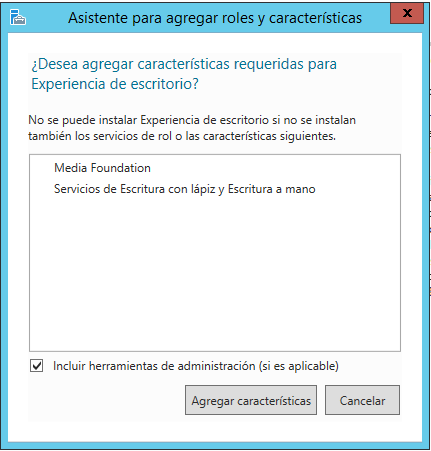 Asistente para agregar roles y características
¿Desea agregar características requeridas para
Experiencia de escritorio?
No se puede instalar Experiencia de escritorio si no se instalan
también los servicios de rol o las características siguientes.
Media Foundation
Servicios de Escritura con lápiz y Escritura a mano
Incluir herramientas de administración (si es aplicable)
Agregar características
Cancelar